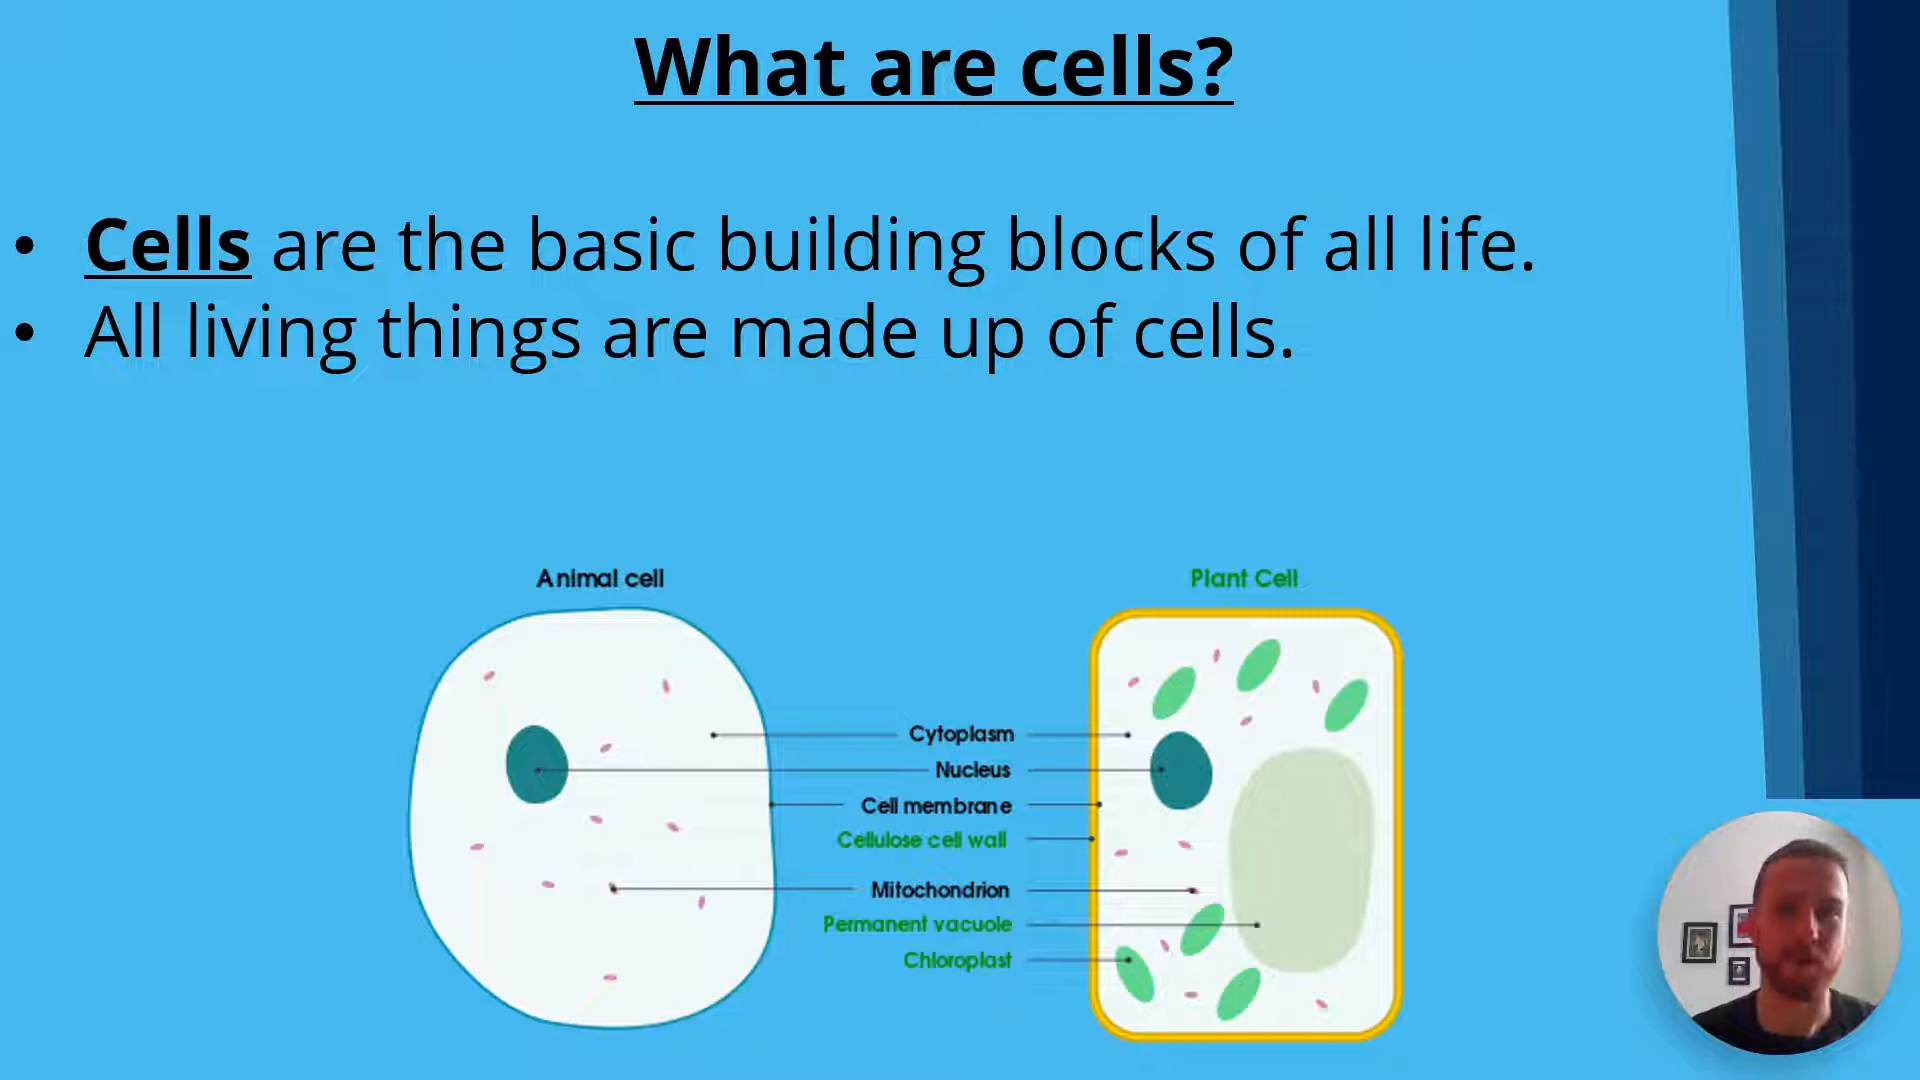 What are cells?
• Cells are the basic building blocks of all life.
• All living things are made up of cells.
Animal cell
Plant Cell
Cytoplasm
Nucleus
Cell membrane
Cellulose cell wall
Mitochondrion
Permanent vacuole
Chloroplast